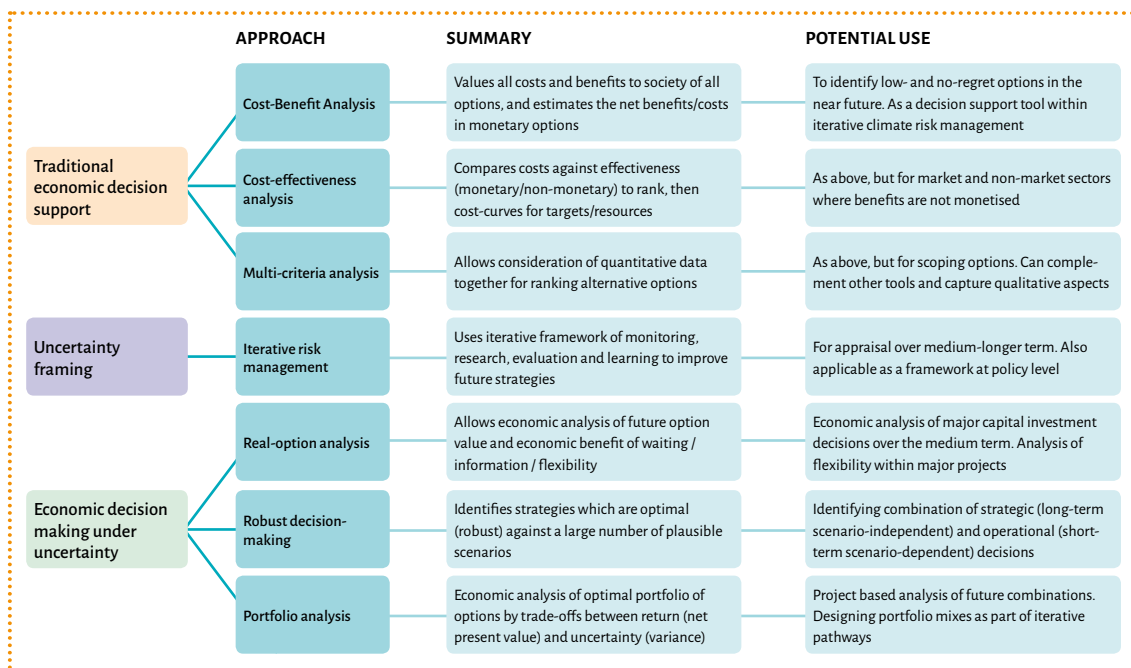 APPROACH
SUMMARY
POTENTIAL USE
Traditional
economic decision
support
Cost-Benefit Analysis
Values all costs and benefits to society of all
options, and estimates the net benefits/costs
in monetary options
To identify low- and no-regret options in the
near future. As a decision support tool within
iterative climate risk management
Cost-effectiveness
analysis
Compares costs against effectiveness
(monetary/non-monetary) to rank, then
cost-curves for targets/resources
As above, but for market and non-market sectors
where benefits are not monetised
Multi-criteria analysis
Allows consideration of quantitative data
together for ranking alternative options
As above, but for scoping options. Can comple-
ment other tools and capture qualitative aspects
Uncertainty
framing
Iterative risk
management
Uses iterative framework of monitoring,
research, evaluation and learning to improve
future strategies
For appraisal over medium-longer term. Also
applicable as a framework at policy level
Economic decision
making under
uncertainty
Real-option analysis
Allows economic analysis of future option
value and economic benefit of waiting /
information / flexibility
Economic analysis of major capital investment
decisions over the medium term. Analysis of
flexibility within major projects
Robust decision-
making
Identifies strategies which are optimal
(robust) against a large number of plausible
scenarios
Identifying combination of strategic (long-term
scenario-independent) and operational (short-
term scenario-dependent) decisions
Portfolio analysis
Economic analysis of optimal portfolio of
options by trade-offs between return (net
present value) and uncertainty (variance)
Project based analysis of future combinations.
Designing portfolio mixes as part of iterative
pathways